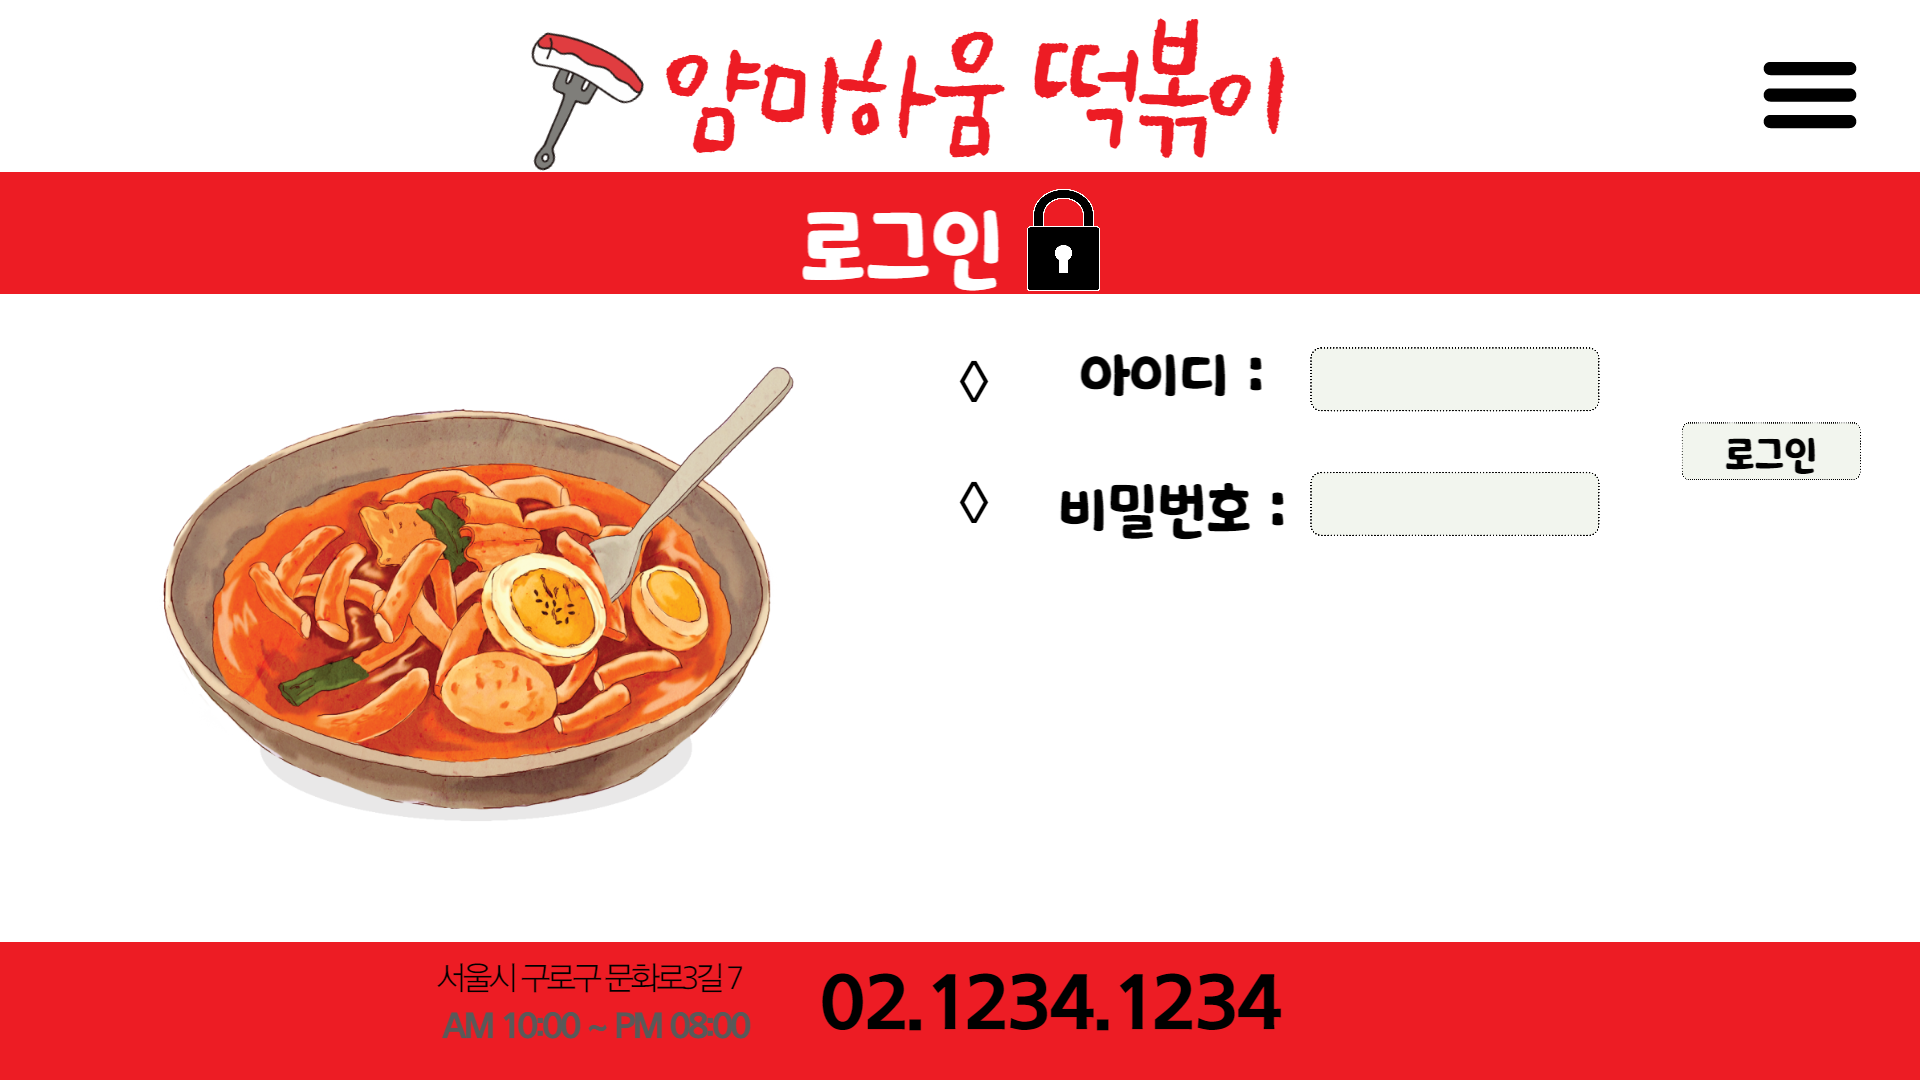 얌미하움 떡볶이
로그인
◊ 아이디 :
로그인
◊ 비밀번호 :
서울시 구로구 문화로3길 7
AM 10:00 ~ PM 08:00
02.1234.1234